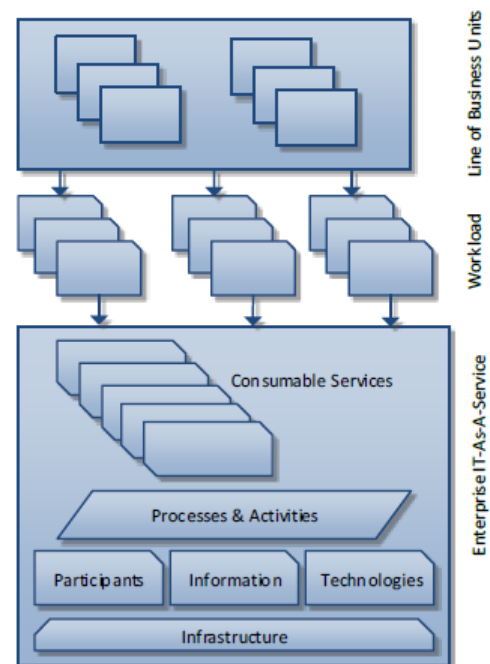 Line of Business Units
Workload
Enterprise IT-As-A-Service
Consumable Services
Processes & Activities
Participants
Information
Technologies
Infrastructure